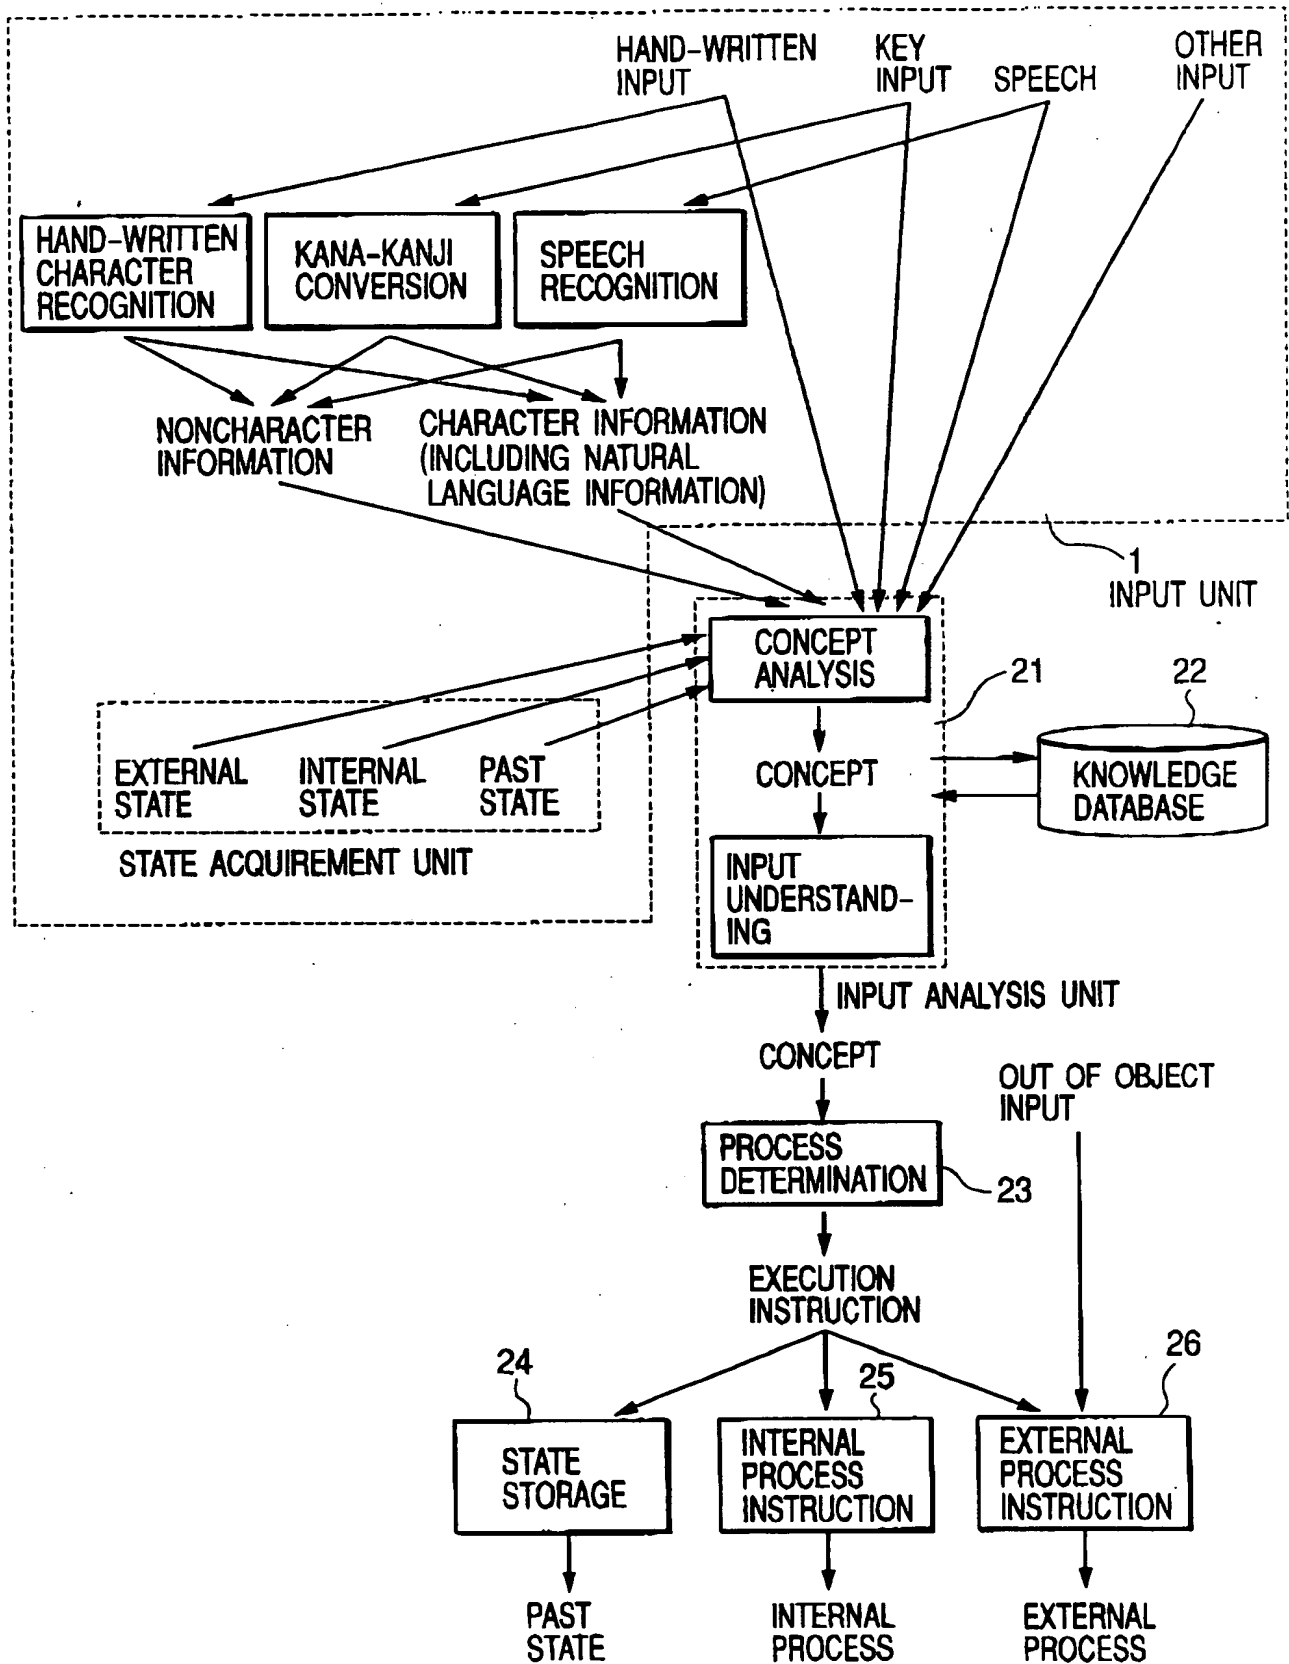 HAND-WRITTEN
INPUT
KEY
INPUT
SPEECH
OTHER
INPUT
HAND-WRITTEN
CHARACTER
RECOGNITION
KANA-KANJI
CONVERSION
SPEECH
RECOGNITION
NONCHARACTER
INFORMATION
CHARACTER INFORMATION
(INCLUDING NATURAL
LANGUAGE INFORMATION)
1
INPUT UNIT
CONCEPT
ANALYSIS
21
22
EXTERNAL
STATE
INTERNAL
STATE
PAST
STATE
CONCEPT
KNOWLEDGE
DATABASE
STATE ACQUIREMENT UNIT
INPUT
UNDERSTAND-
ING
INPUT ANALYSIS UNIT
CONCEPT
OUT OF OBJECT
INPUT
PROCESS
DETERMINATION
23
EXECUTION
INSTRUCTION
24
25
26
STATE
STORAGE
INTERNAL
PROCESS
INSTRUCTION
EXTERNAL
PROCESS
INSTRUCTION
PAST
STATE
INTERNAL
PROCESS
EXTERNAL
PROCESS